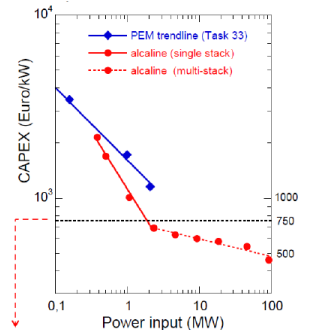 10⁴
PEM trendline (Task 33)
alcaline (single stack)
alcaline (multi-stack)
CAPEX (Euro/kW)
10³
1000
750
500
0,1 1 10 100
Power input (MW)